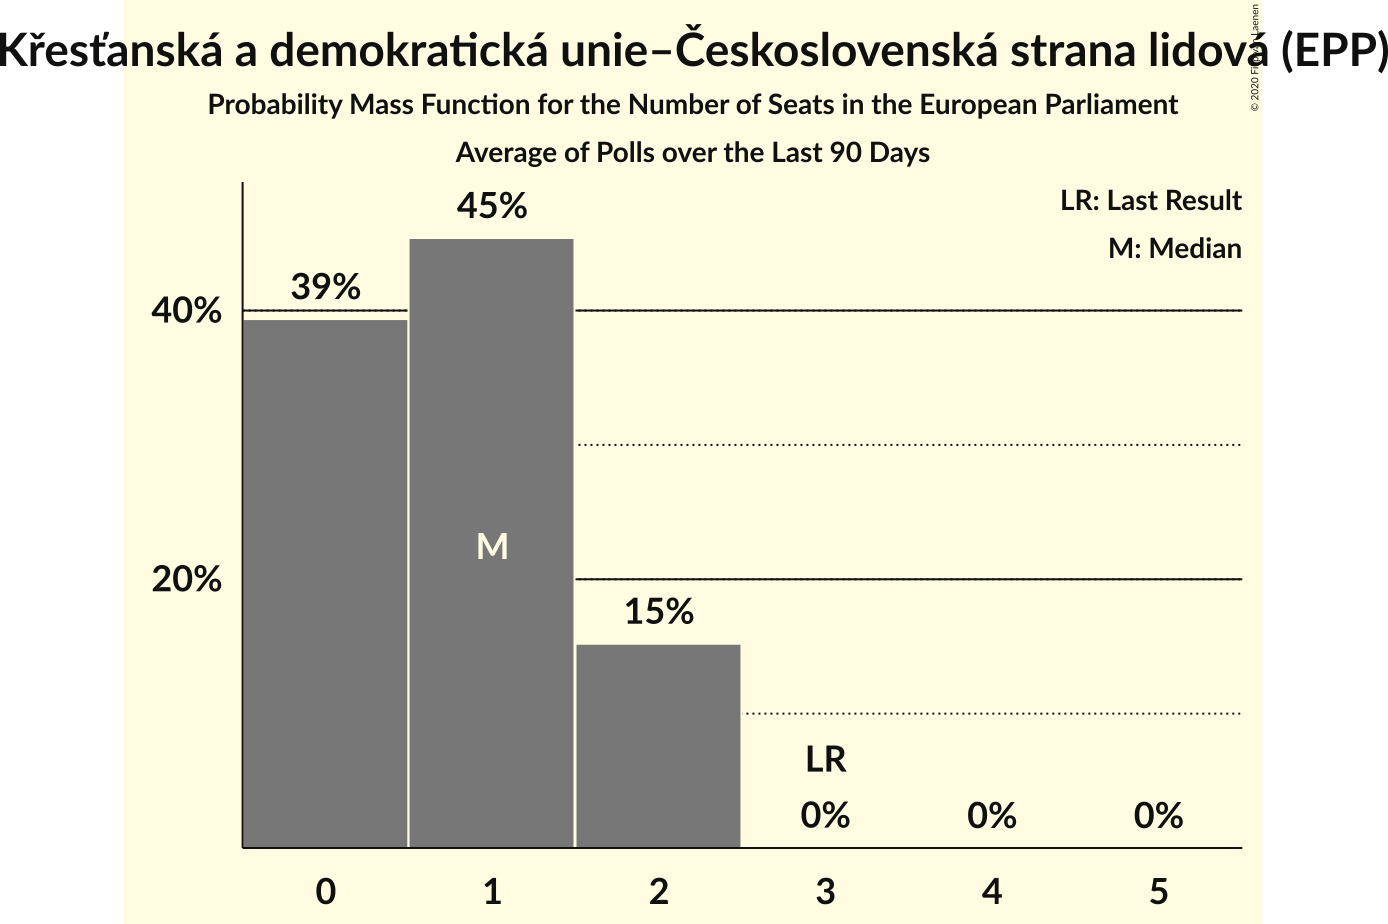 Křesťanská a demokratická unie–Československá strana lidová (EPP)
Probability Mass Function for the Number of Seats in the European Parliament
Average of Polls over the Last 90 Days
© 2020 Laenen
LR: Last Result
M: Median
45%
39%
40%
M
20%
15%
LR
0% 0% 0%
0 1 2 3 4 5